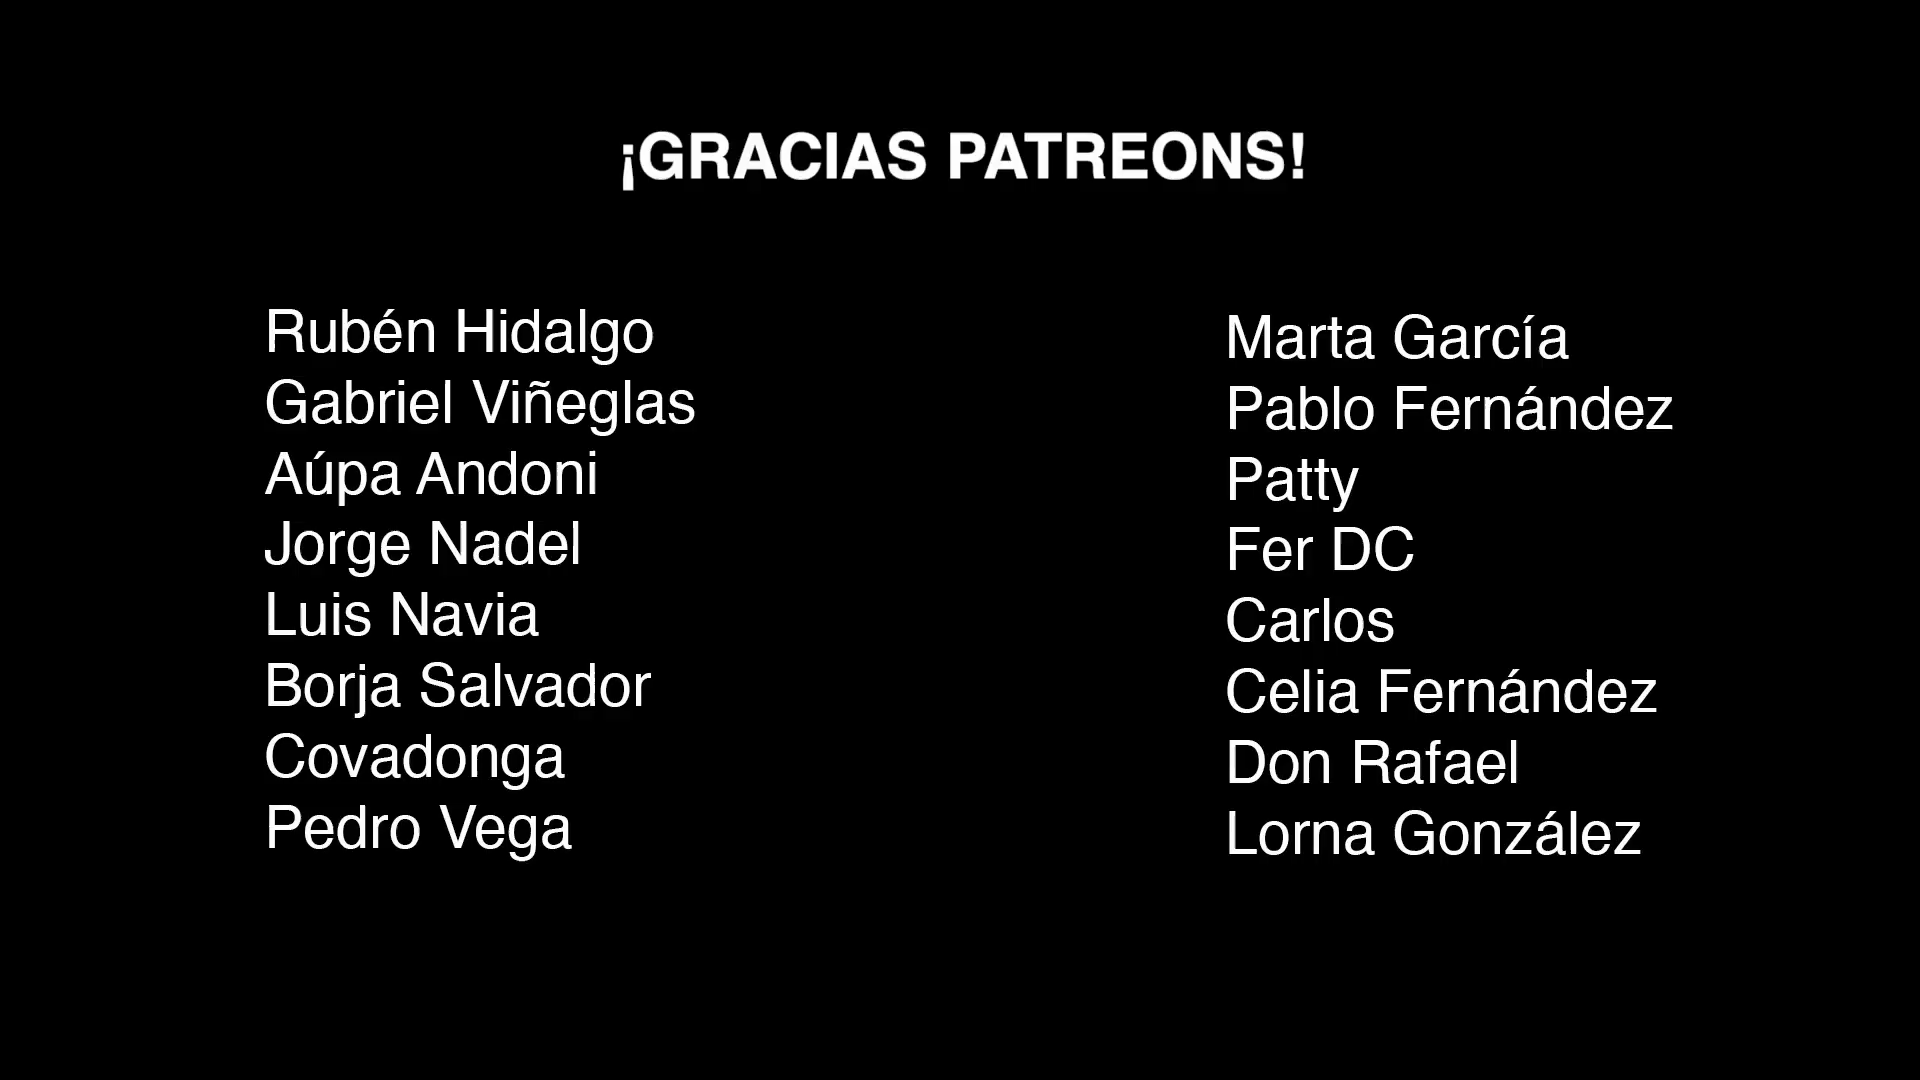 ¡GRACIAS PATREONS!
Rubén Hidalgo
Gabriel Viñeglas
Aúpa Andoni
Jorge Nadel
Luis Navia
Borja Salvador
Covadonga
Pedro Vega
Marta García
Pablo Fernández
Patty
Fer DC
Carlos
Celia Fernández
Don Rafael
Lorna González